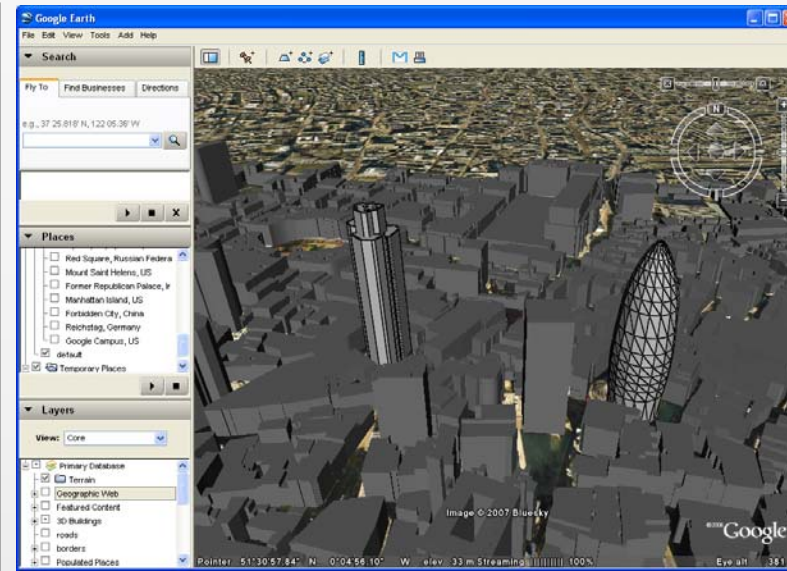 Google Earth
File Edit View Tools Add Help
Search
Fly To Find Businesses Directions
e.g., 37 25.818' N, 122 05.36' W
Places
Red Square, Russian Federa
Mount Saint Helens, US
Former Republican Palace, Ir
Manhattan Island, US
Forbidden City, China
Reichstag, Germany
Google Campus, US
default
Temporary Places
Layers
View: Core
Primary Database
Terrain
Geographic Web
Featured Content
3D Buildings
roads
borders
Populated Places
N
Image © 2007 Bluesky
Google
Pointer 51°30'57.84" N 0°04'56.10" W elev 33 m Streaming |||||||||| 100% Eye alt 381